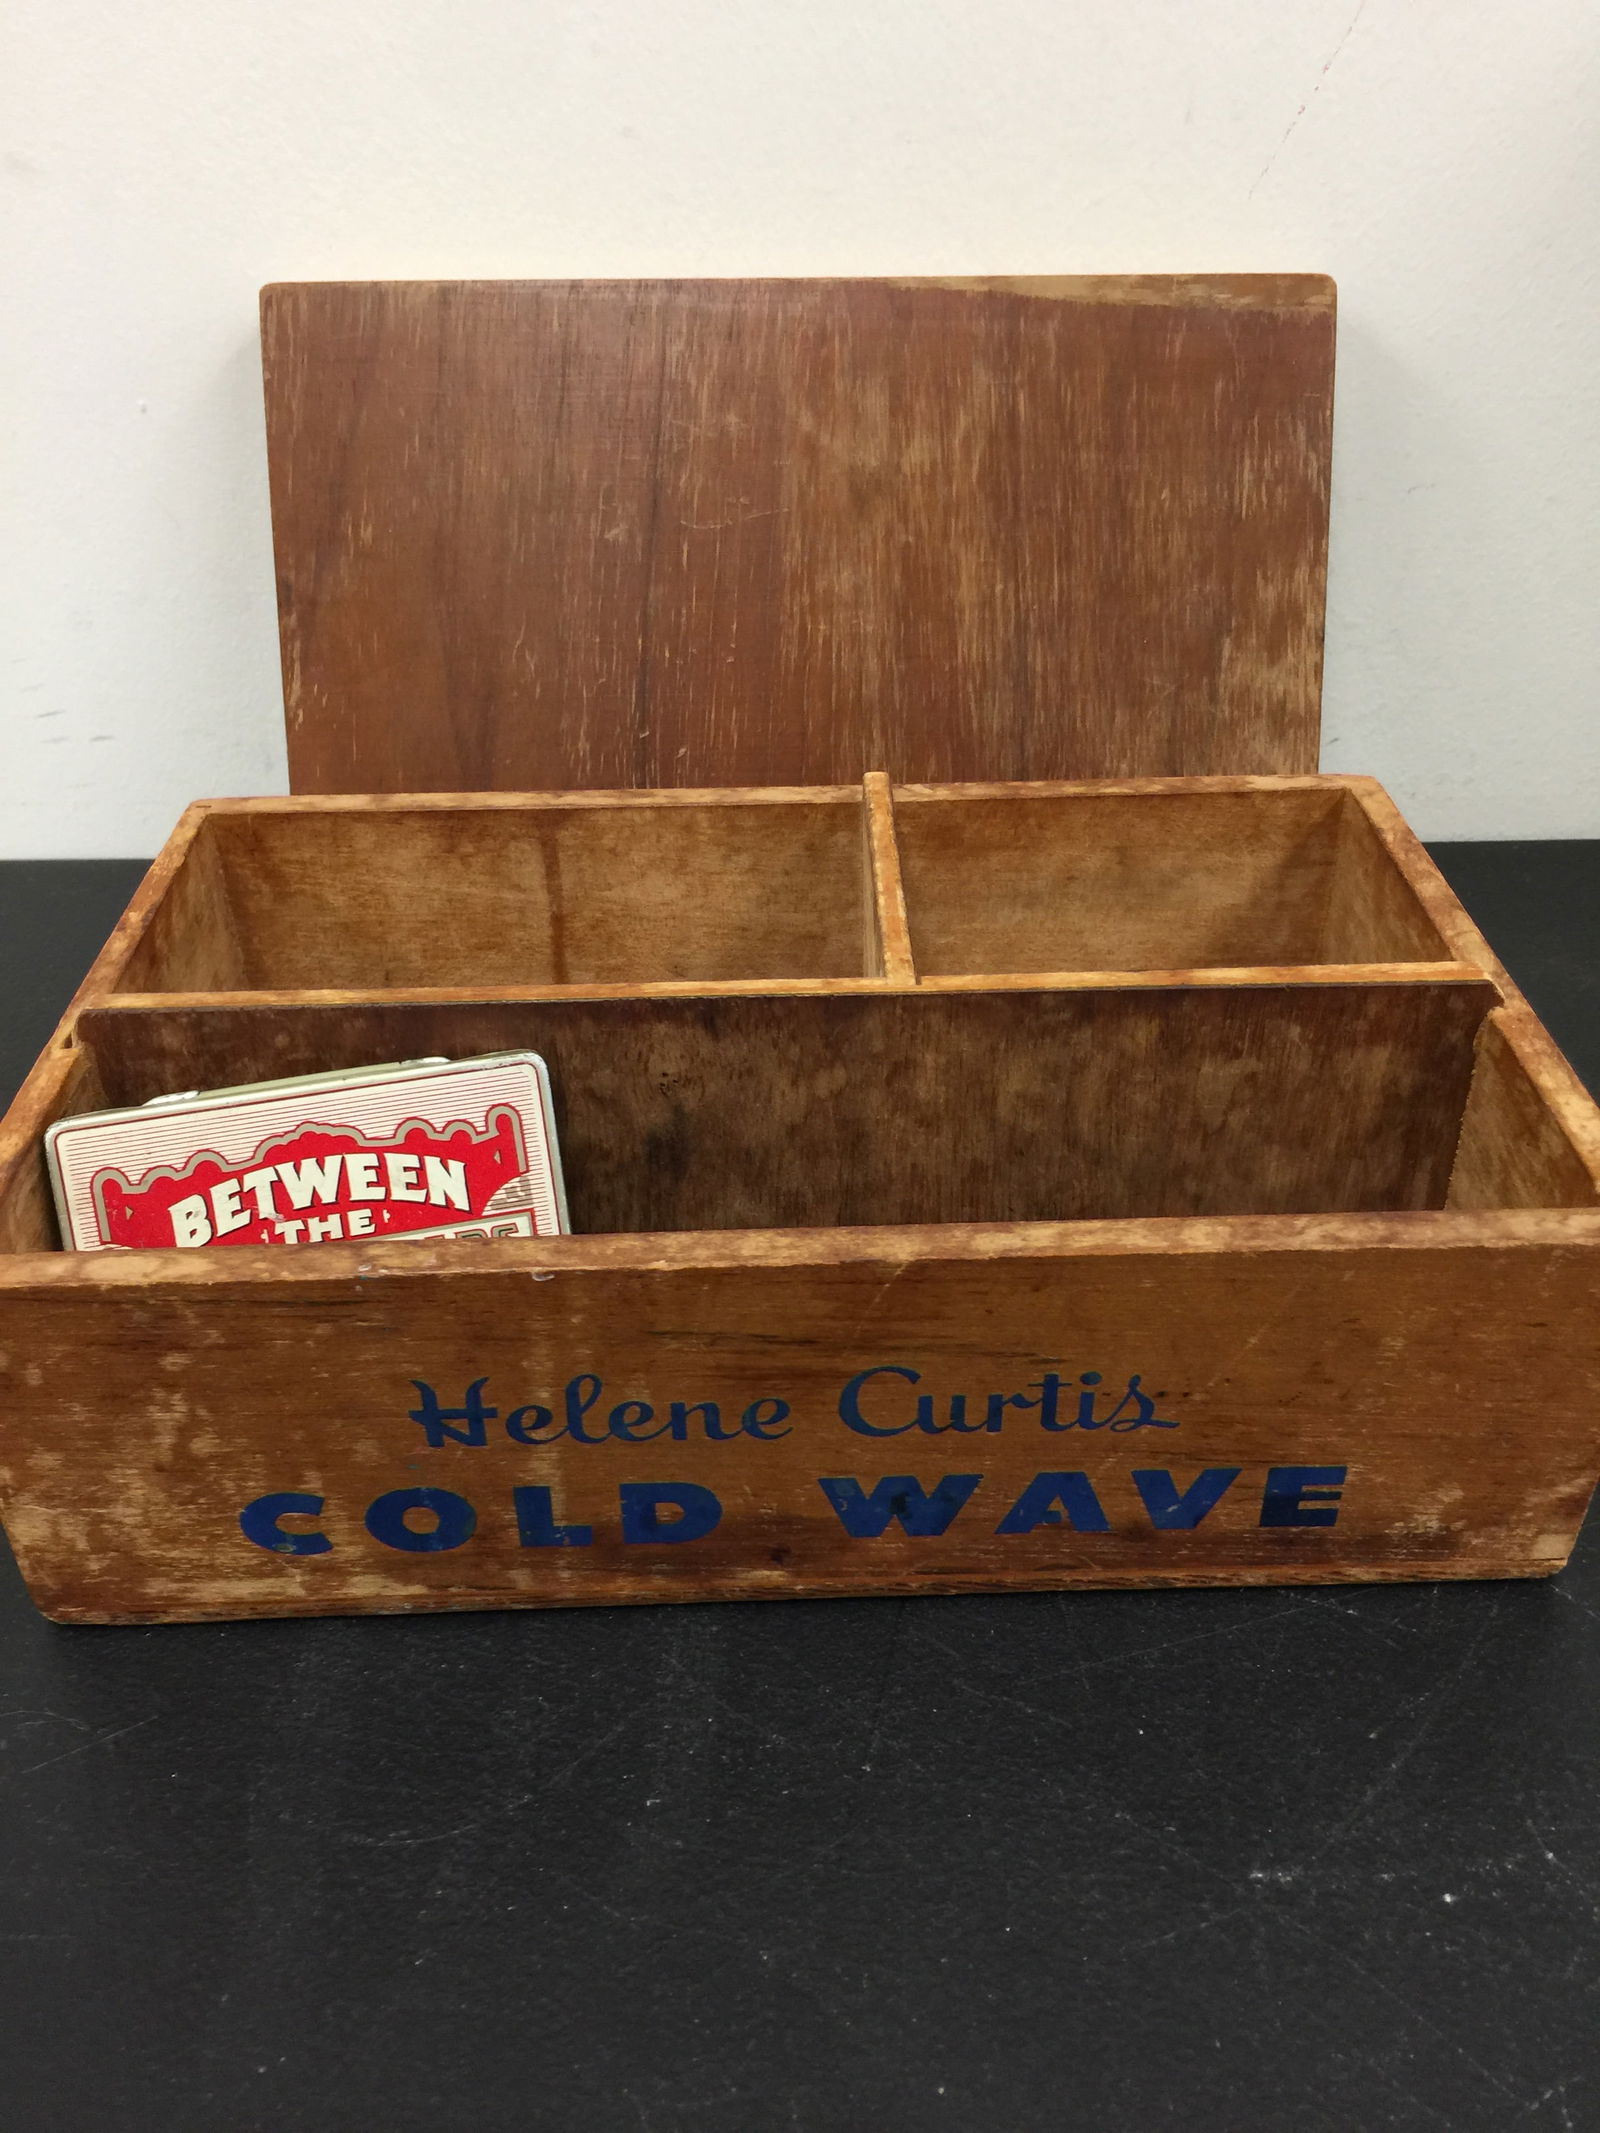 BETWEEN
THE
Helene Curtis
COLD WAVE